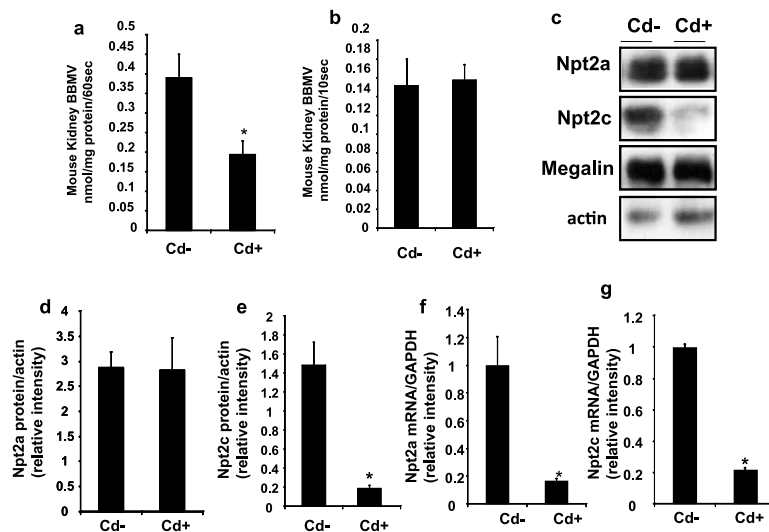 a
Mouse Kidney BBMV
nmol/mg protein/60sec
0.5
0.45
0.4
0.35
0.3
0.25
0.2
0.15
0.1
0.05
0
*
Cd-
Cd+
b
Mouse Kidney BBMV
nmol/mg protein/10sec
0.2
0.18
0.16
0.14
0.12
0.1
0.08
0.06
0.04
0.02
0
Cd-
Cd+
c
Cd- Cd+
Npt2a
Npt2c
Megalin
actin
d
Npt2a protein/actin
(relative intensity)
5
4.5
4
3.5
3
2.5
2
1.5
1
0.5
0
Cd-
Cd+
e
Npt2c protein/actin
(relative intensity)
2
1.8
1.6
1.4
1.2
1
0.8
0.6
0.4
0.2
0
*
Cd-
Cd+
f
Npt2a mRNA/GAPDH
(relative intensity)
1.4
1.2
1
0.8
0.6
0.4
0.2
0
*
Cd-
Cd+
g
Npt2c mRNA/GAPDH
(relative intensity)
1.2
1
0.8
0.6
0.4
0.2
0
*
Cd-
Cd+